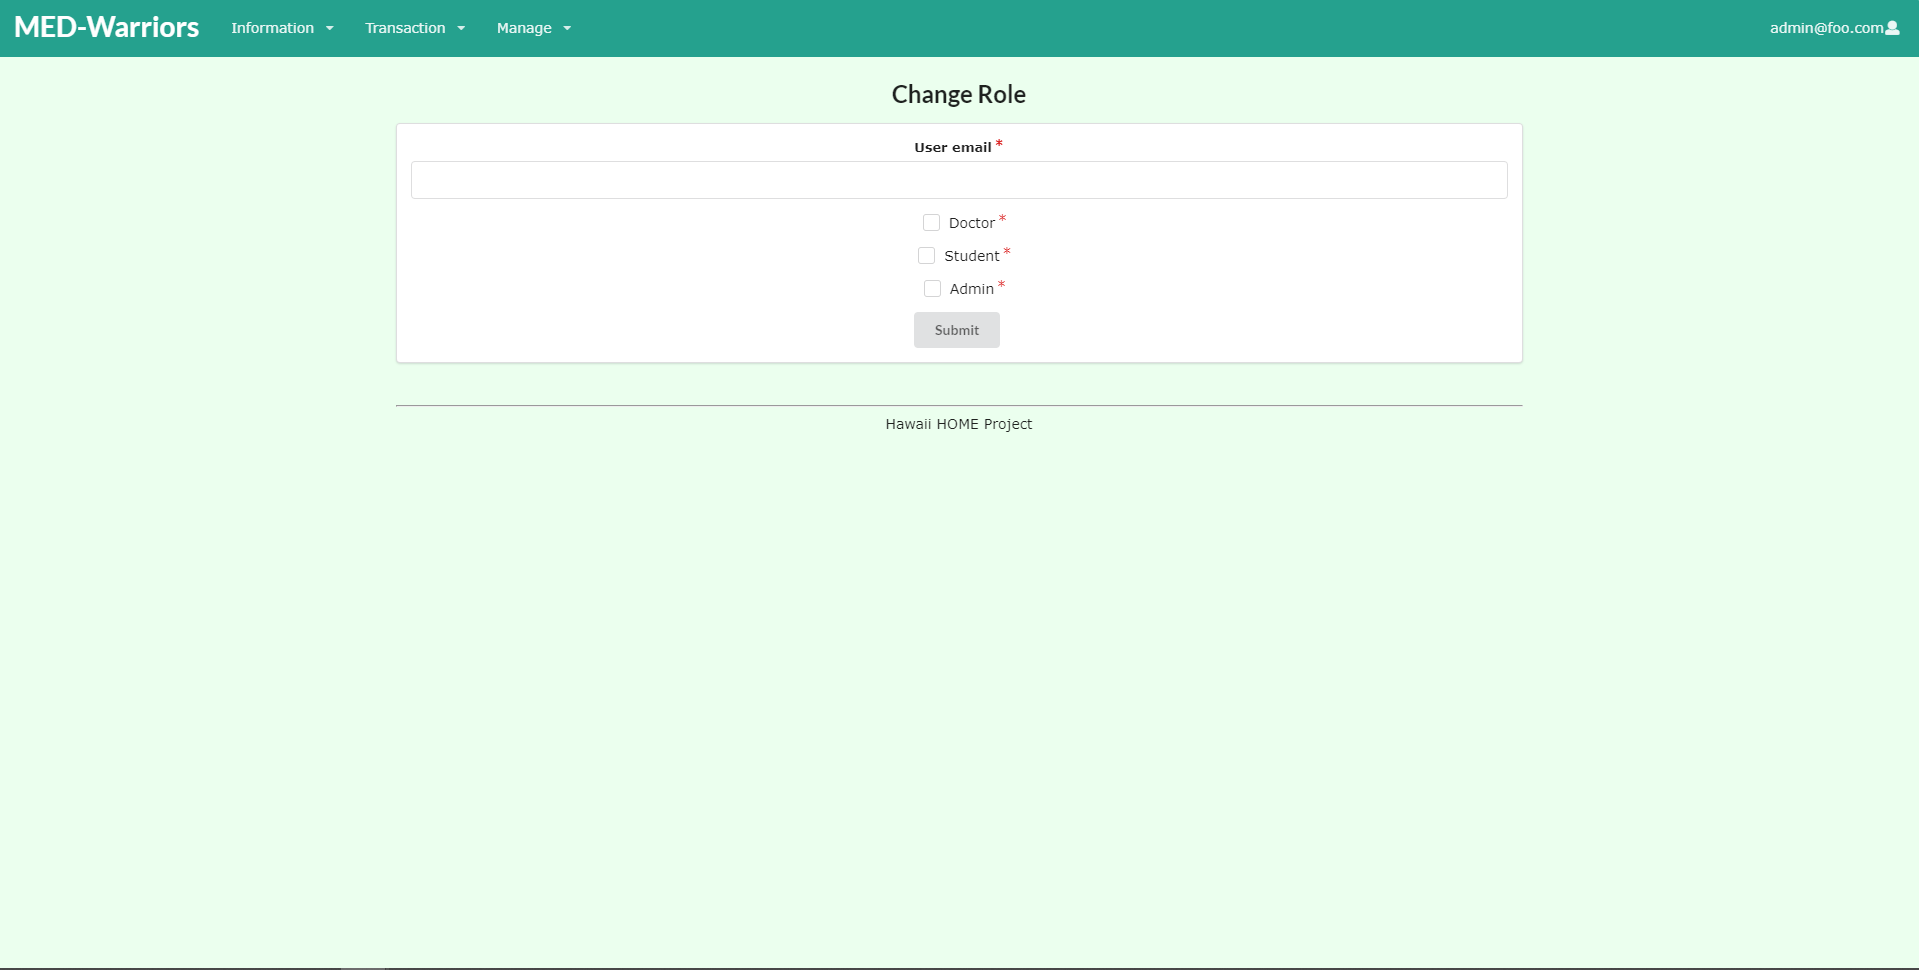 MED-Warriors Information Transaction Manage admin@foo.com
Change Role
User email *
Doctor *
Student *
Admin *
Submit
Hawaii HOME Project